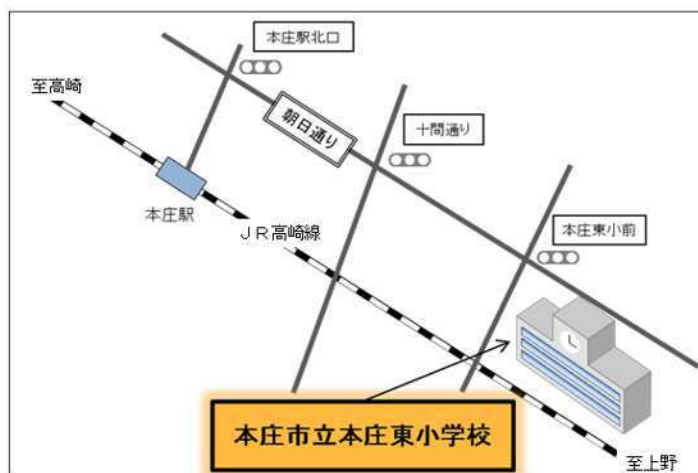 本庄駅北口
至高崎
朝日通り
十間通り
本庄駅
JR高崎線
本庄東小前
本庄市立本庄東小学校
至上野